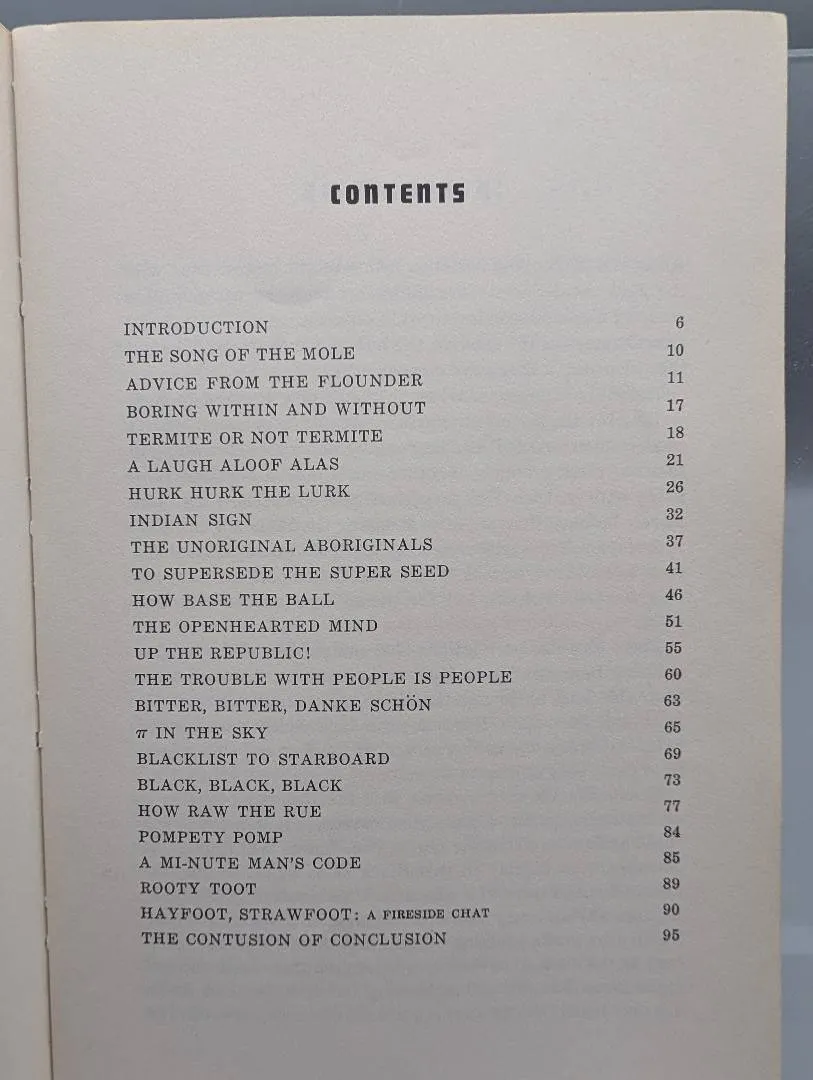 CONTENTS
INTRODUCTION 6
THE SONG OF THE MOLE 10
ADVICE FROM THE FLOUNDER 11
BORING WITHIN AND WITHOUT 17
TERMITE OR NOT TERMITE 18
A LAUGH ALOOF ALAS 21
HURK HURK THE LURK 26
INDIAN SIGN 32
THE UNORIGINAL ABORIGINALS 37
TO SUPERSEDE THE SUPER SEED 41
HOW BASE THE BALL 46
THE OPENHEARTED MIND 51
UP THE REPUBLIC! 55
THE TROUBLE WITH PEOPLE IS PEOPLE 60
BITTER, BITTER, DANKE SCHÖN 63
π IN THE SKY 65
BLACKLIST TO STARBOARD 69
BLACK, BLACK, BLACK 73
HOW RAW THE RUE 77
POMPETY POMP 84
A MI-NUTE MAN'S CODE 85
ROOTY TOOT 89
HAYFOOT, STRAWFOOT: A FIRESIDE CHAT 90
THE CONTUSION OF CONCLUSION 95